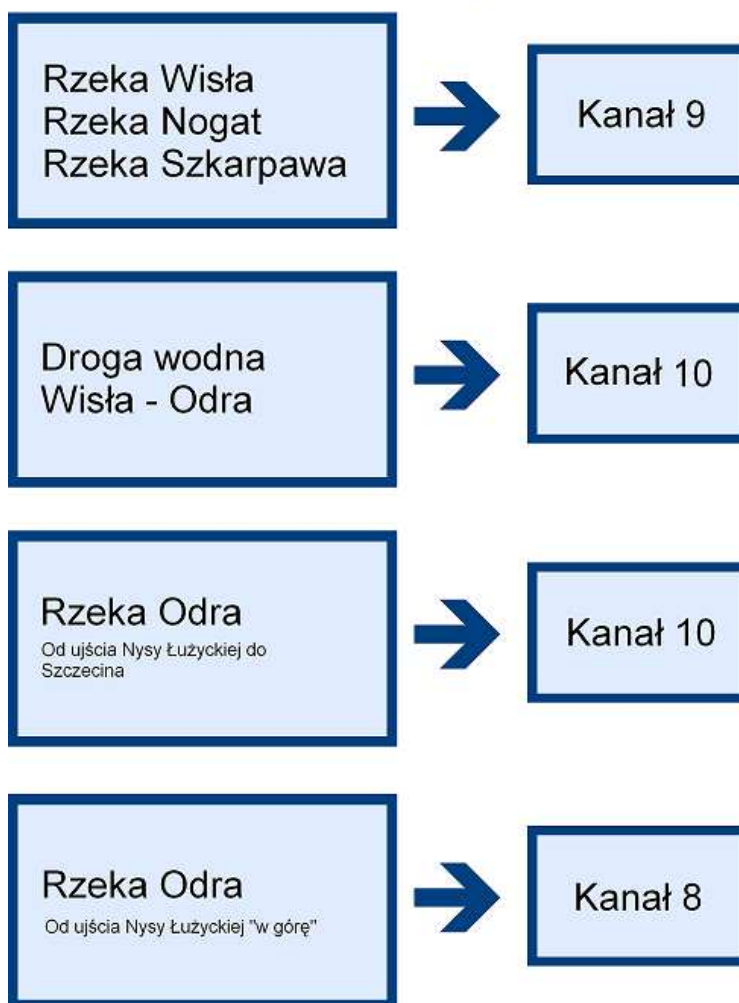 Rzeka Wisła
Rzeka Nogat
Rzeka Szkarpawa
Kanał 9
Droga wodna
Wisła - Odra
Kanał 10
Rzeka Odra
Od ujścia Nysy Łużyckiej do
Szczecina
Kanał 10
Rzeka Odra
Od ujścia Nysy Łużyckiej "w górę"
Kanał 8